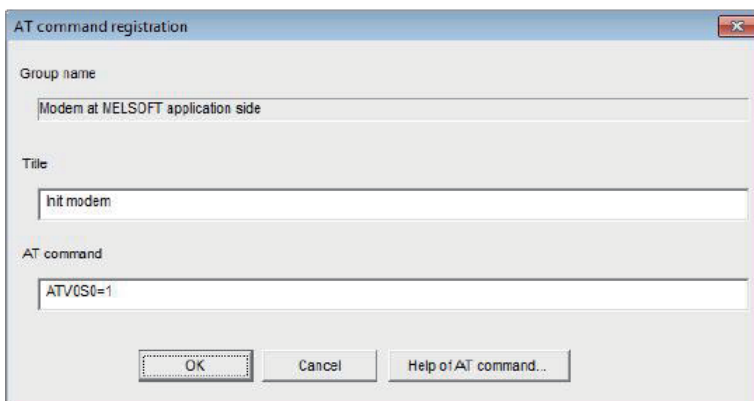 AT command registration
Group name
Modem at MELSOFT application side
Title
Init modem
AT command
ATV0S0=1
OK Cancel Help of AT command...